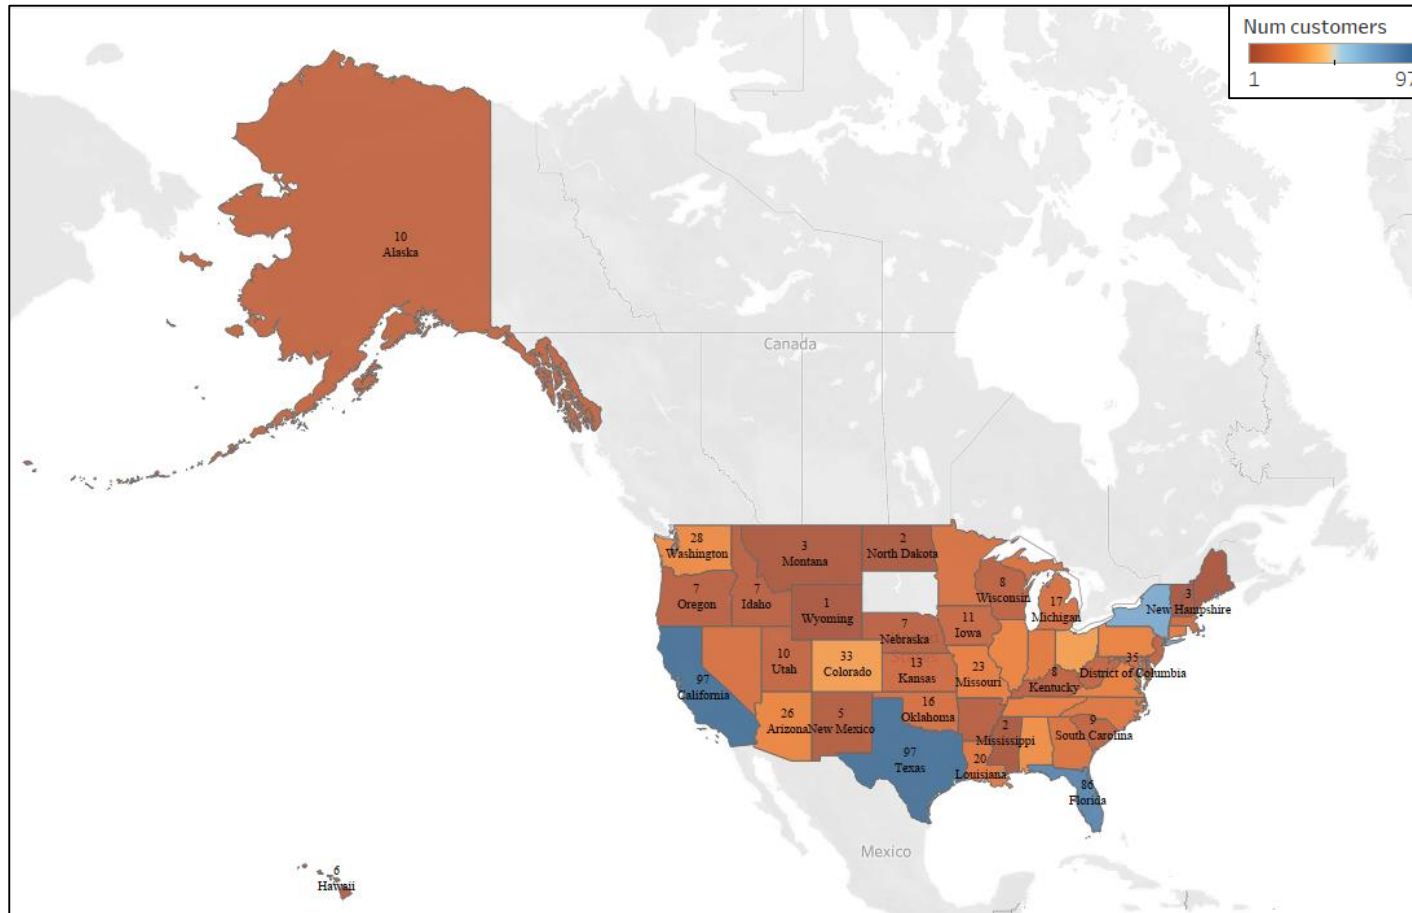 Num customers
1 97
10
Alaska
Canada
28
Washington
3
Montana
2
North Dakota
7
Oregon
7
Idaho
1
Wyoming
8
Wisconsin
17
Michigan
3
New Hampshire
7
Nebraska
11
Iowa
10
Utah
33
Colorado
13
Kansas
23
Missouri
8
Kentucky
35
District of Columbia
97
California
26
Arizona
5
New Mexico
16
Oklahoma
2
Mississippi
9
South Carolina
97
Texas
20
Louisiana
86
Florida
Mexico
6
Hawaii